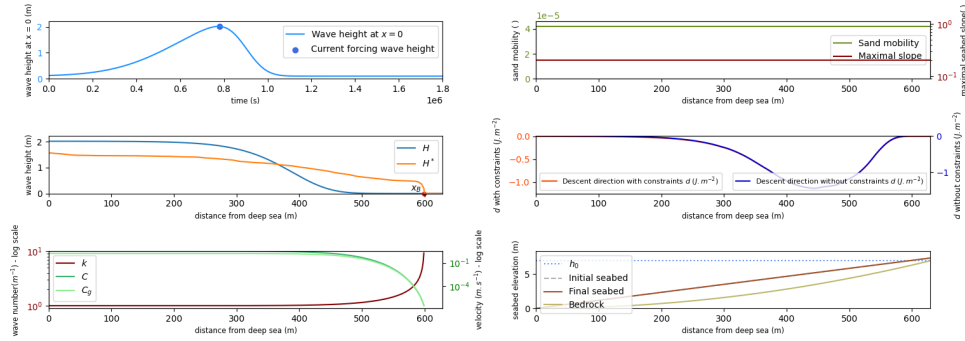 wave height at x = 0 (m)
2
1
0
Wave height at x = 0
Current forcing wave height
0.0 0.2 0.4 0.6 0.8 1.0 1.2 1.4 1.6 1.8
time (s)
1e6
1e−5
sand mobility ( )
4
2
0
Sand mobility
Maximal slope
10⁰
10⁻¹
maximal seabed slope( )
0 100 200 300 400 500 600
distance from deep sea (m)
wave height (m)
2
1
0
H
H*
x_B
0 100 200 300 400 500 600
distance from deep sea (m)
d with constraints (J.m⁻²)
0.0
−0.5
−1.0
Descent direction with constraints d (J.m⁻²)
Descent direction without constraints d (J.m⁻²)
0
−1
d without constraints (J.m⁻²)
0 100 200 300 400 500 600
distance from deep sea (m)
wave number(m⁻¹) - log scale
10¹
10⁰
k
C
C_g
10⁻¹
10⁻⁴
velocity (m.s⁻¹) - log scale
0 100 200 300 400 500 600
distance from deep sea (m)
seabed elevation (m)
5
0
h₀
Initial seabed
Final seabed
Bedrock
0 100 200 300 400 500 600
distance from deep sea (m)